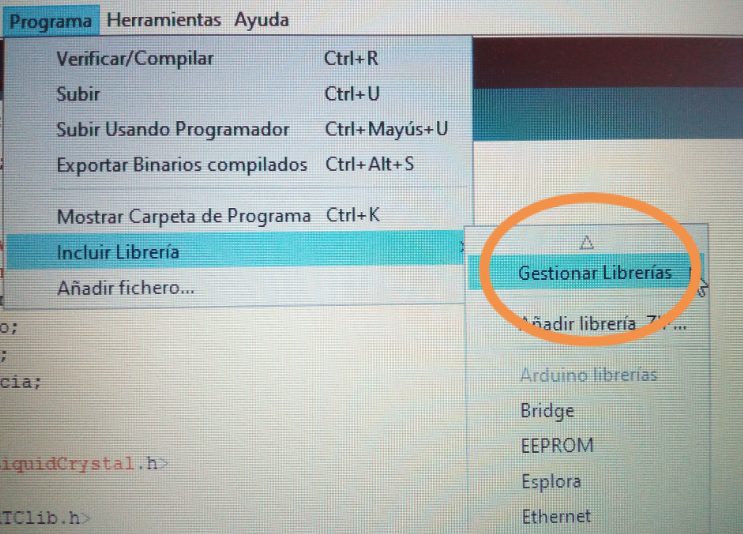 Programa Herramientas Ayuda
Verificar/Compilar Ctrl+R
Subir Ctrl+U
Subir Usando Programador Ctrl+Mayús+U
Exportar Binarios compilados Ctrl+Alt+S
Mostrar Carpeta de Programa Ctrl+K
Incluir Librería
Añadir fichero...
Gestionar Librerías
Añadir librería
Arduino librerías
Bridge
EEPROM
Esplora
Ethernet
o;
;
cia;
iquidCrystal.h>
TClib.h>